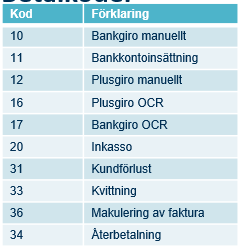 Detaljkoder
Kod Förklaring
10 Bankgiro manuellt
11 Bankkontoinsättning
12 Plusgiro manuellt
16 Plusgiro OCR
17 Bankgiro OCR
20 Inkasso
31 Kundförlust
33 Kvittning
36 Makulering av faktura
34 Återbetalning